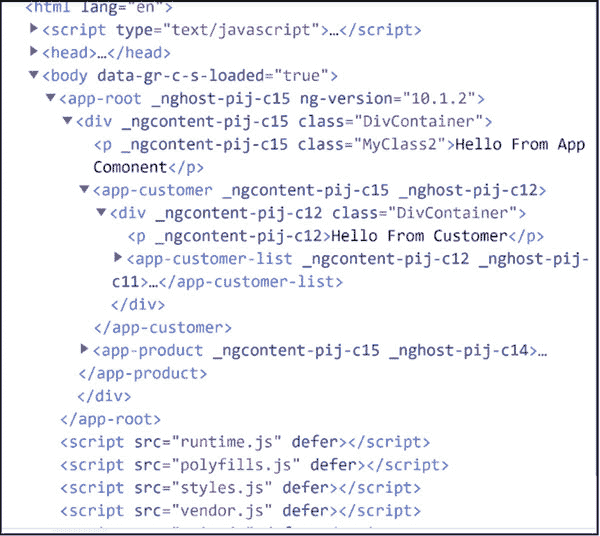 <html lang="en">
<script type="text/javascript">…</script>
<head>…</head>
<body data-gr-c-s-loaded="true">
<app-root _nghost-pij-c15 ng-version="10.1.2">
<div _ngcontent-pij-c15 class="DivContainer">
<p _ngcontent-pij-c15 class="MyClass2">Hello From App
Comonent</p>
<app-customer _ngcontent-pij-c15 _nghost-pij-c12>
<div _ngcontent-pij-c12 class="DivContainer">
<p _ngcontent-pij-c12>Hello From Customer</p>
<app-customer-list _ngcontent-pij-c12 _nghost-pij-
c11>…</app-customer-list>
</div>
</app-customer>
<app-product _ngcontent-pij-c15 _nghost-pij-c14>…
</app-product>
</div>
</app-root>
<script src="runtime.js" defer></script>
<script src="polyfills.js" defer></script>
<script src="styles.js" defer></script>
<script src="vendor.js" defer></script>